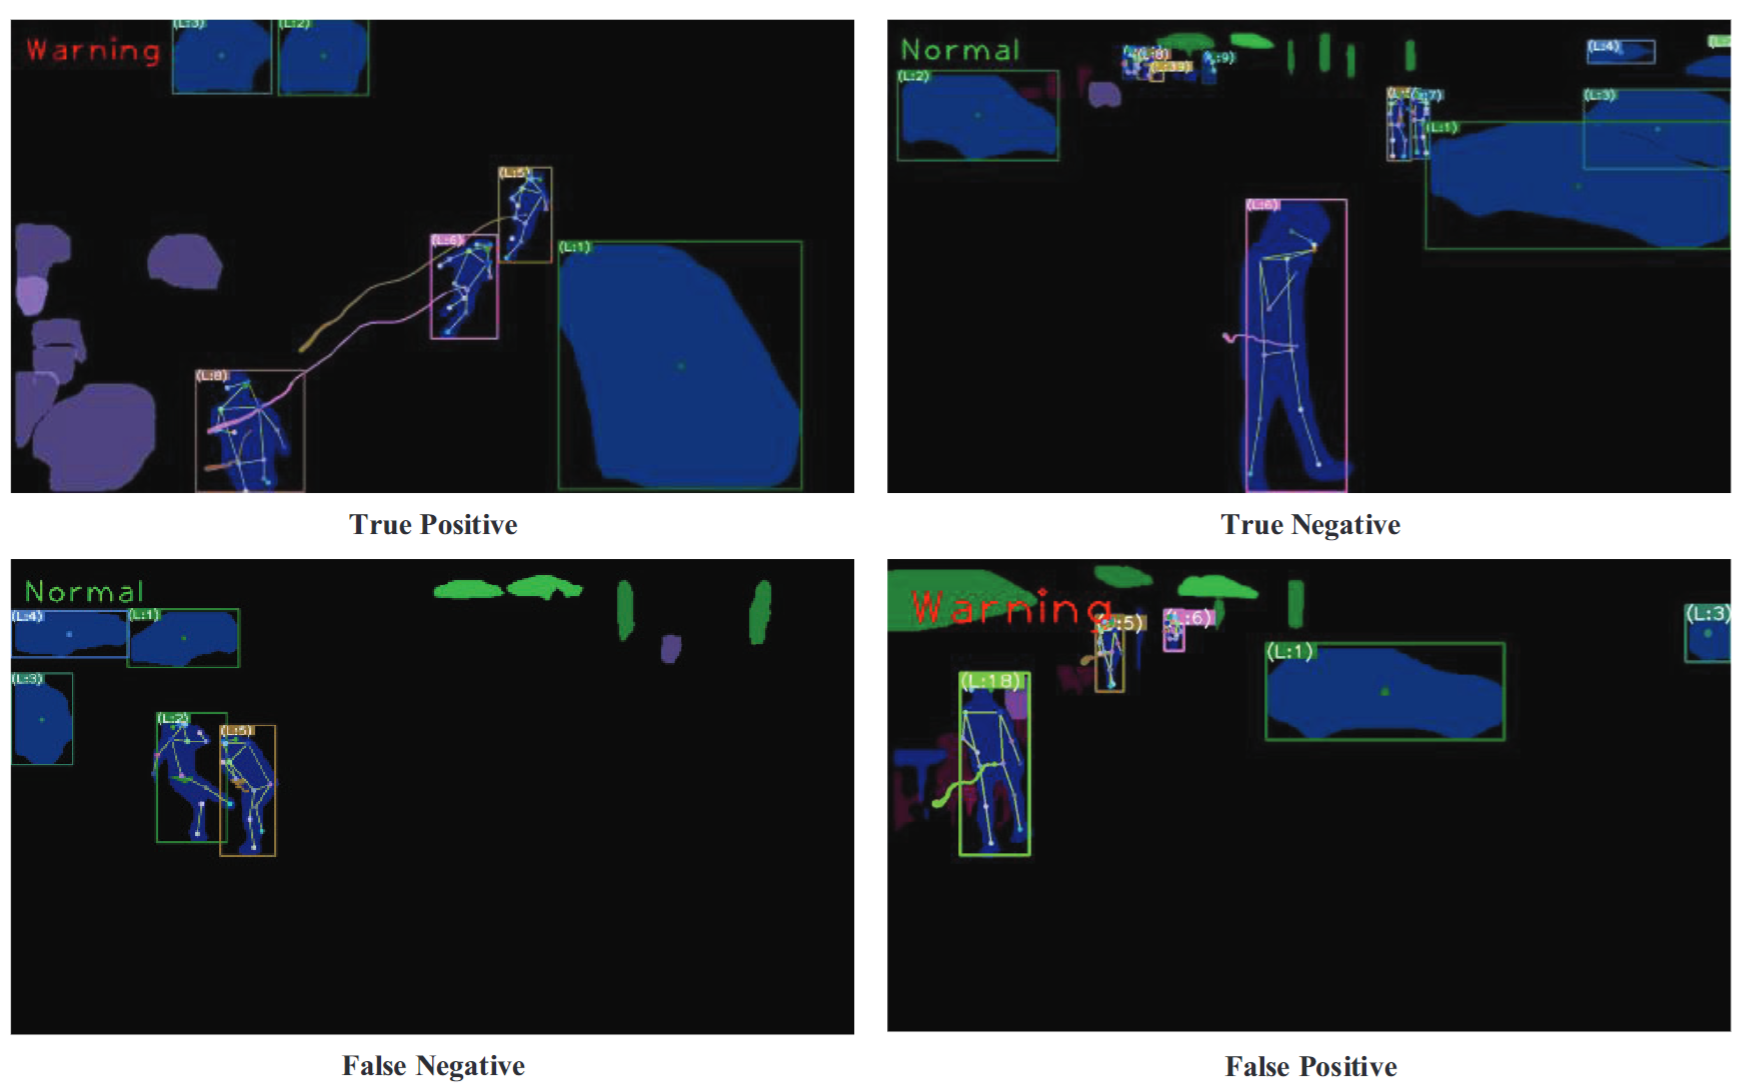 Warning
(L:3)
(L:2)
(L:5)
(L:6)
(L:1)
(L:8)
True Positive
Normal
(L:2)
(L:8)
(L:9)
(L:4)
(L:3)
(L:7)
(L:1)
(L:6)
True Negative
Normal
(L:4)
(L:1)
(L:3)
(L:2)
(L:5)
False Negative
Warning
(L:5)
(L:6)
(L:3)
(L:1)
(L:18)
False Positive